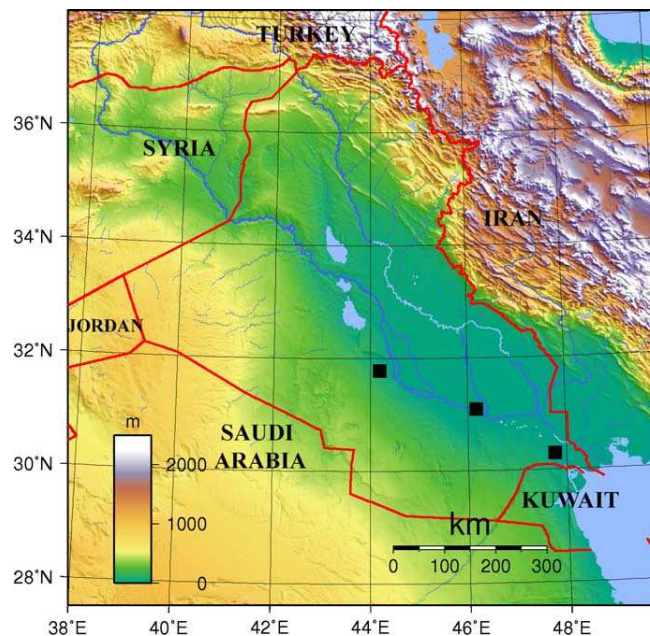 TURKEY
36°N
SYRIA
34°N
IRAN
JORDAN
32°N
m
2000
SAUDI
ARABIA
30°N
KUWAIT
1000
km
28°N
0
0 100 200 300
38°E 40°E 42°E 44°E 46°E 48°E